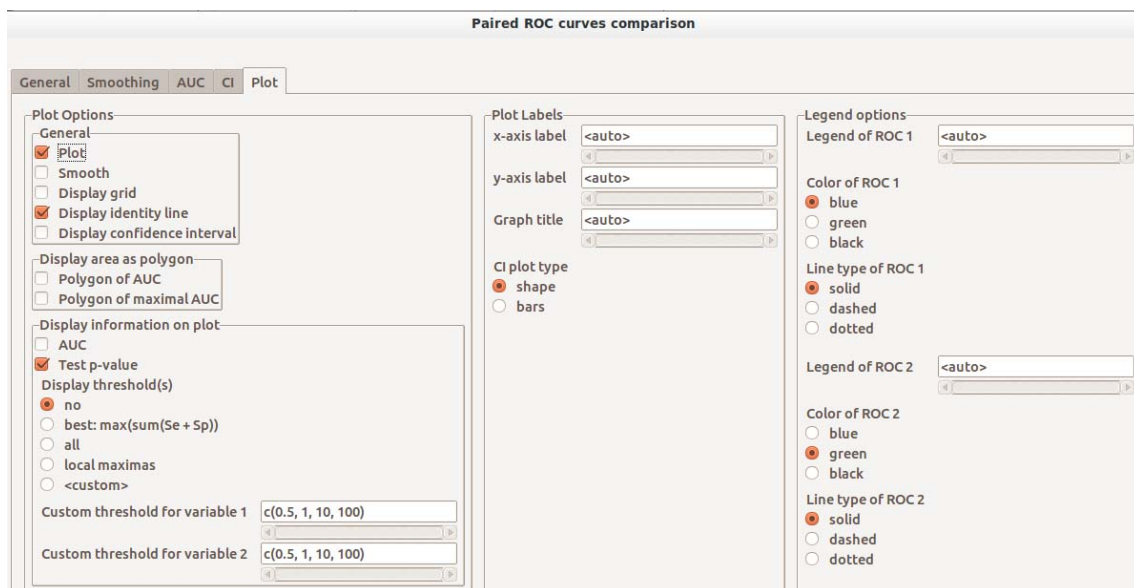 Paired ROC curves comparison
General Smoothing AUC CI Plot
Plot Options
General
Plot
Smooth
Display grid
Display identity line
Display confidence interval
Display area as polygon
Polygon of AUC
Polygon of maximal AUC
Display information on plot
AUC
Test p-value
Display threshold(s)
no
best: max(sum(Se + Sp))
all
local maximas
<custom>
Custom threshold for variable 1 c(0.5, 1, 10, 100)
Custom threshold for variable 2 c(0.5, 1, 10, 100)
Plot Labels
x-axis label <auto>
y-axis label <auto>
Graph title <auto>
CI plot type
shape
bars
Legend options
Legend of ROC 1 <auto>
Color of ROC 1
blue
green
black
Line type of ROC 1
solid
dashed
dotted
Legend of ROC 2 <auto>
Color of ROC 2
blue
green
black
Line type of ROC 2
solid
dashed
dotted